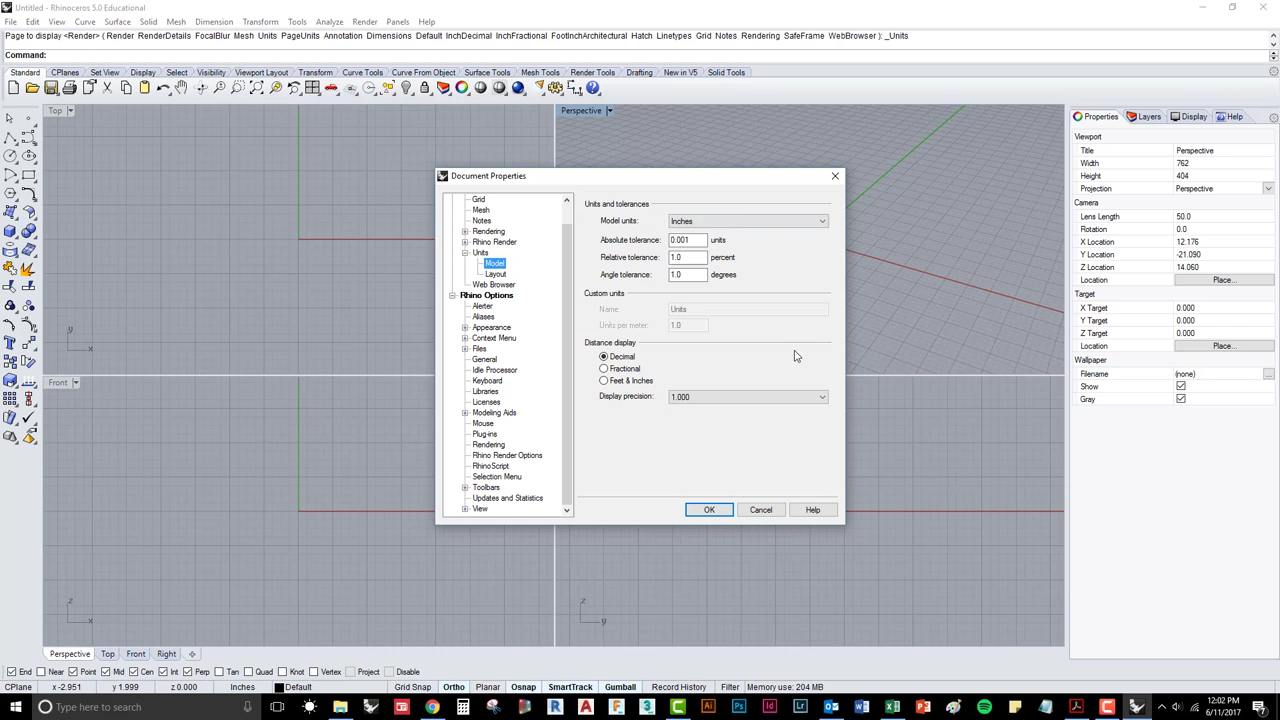 Untitled - Rhinoceros 5.0 Educational
File Edit View Curve Surface Solid Mesh Dimension Transform Tools Analyze Render Panels Help
Page to display <Render> ( Render RenderDetails FocalBlur Mesh Units PageUnits Annotation Dimensions Default InchDecimal InchFractional FootInchArchitectural Hatch Linetypes Grid Notes Rendering SafeFrame WebBrowser ): _Units
Command:
Standard CPlanes Set View Display Select Visibility Viewport Layout Transform Curve Tools Curve From Object Surface Tools Mesh Tools Render Tools Drafting New in V5 Solid Tools
Top
Perspective
y
x
Front
z
x
z
y
Document Properties
Grid
Mesh
Notes
Rendering
Rhino Render
Units
Model
Layout
Web Browser
Rhino Options
Alerter
Aliases
Appearance
Context Menu
Files
General
Idle Processor
Keyboard
Libraries
Licenses
Modeling Aids
Mouse
Plug-ins
Rendering
Rhino Render Options
RhinoScript
Selection Menu
Toolbars
Updates and Statistics
View
Units and tolerances
Model units: Inches
Absolute tolerance: 0.001 units
Relative tolerance: 1.0 percent
Angle tolerance: 1.0 degrees
Custom units
Name: Units
Units per meter: 1.0
Distance display
Decimal
Fractional
Feet & Inches
Display precision: 1.000
OK Cancel Help
Properties Layers Display Help
Viewport
Title Perspective
Width 762
Height 404
Projection Perspective
Camera
Lens Length 50.0
Rotation 0.0
X Location 12.176
Y Location -21.090
Z Location 14.060
Location Place...
Target
X Target 0.000
Y Target 0.000
Z Target 0.000
Location Place...
Wallpaper
Filename (none) ...
Show
Gray
Perspective Top Front Right
End Near Point Mid Cen Int Perp Tan Quad Knot Vertex Project Disable
CPlane x -2.951 y 1.999 z 0.000 Inches Default Grid Snap Ortho Planar Osnap SmartTrack Gumball Record History Filter Memory use: 204 MB
Type here to search
12:02 PM
6/11/2017